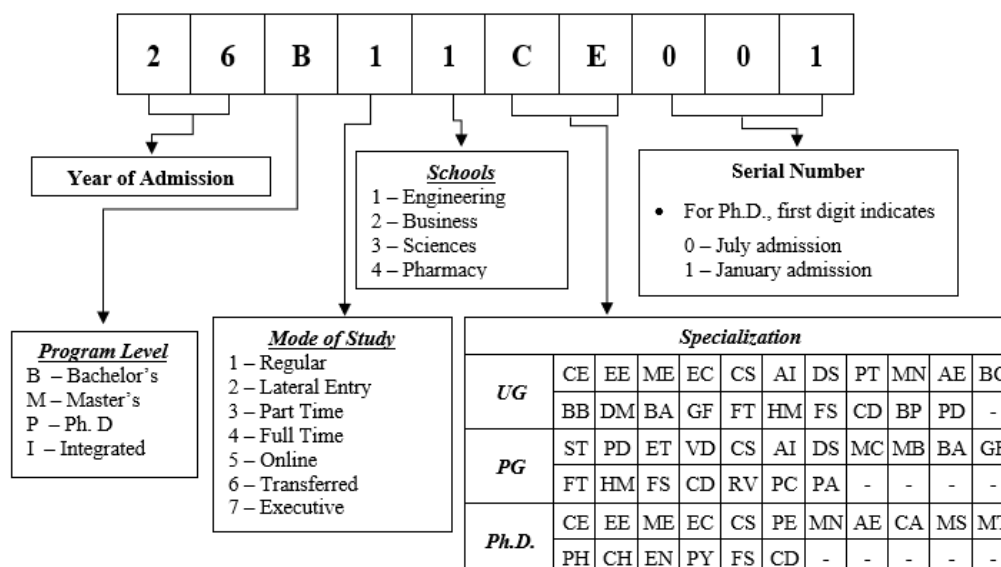 2 6 B 1 1 C E 0 0 1
Year of Admission
Schools
1 – Engineering
2 – Business
3 – Sciences
4 – Pharmacy
Serial Number
• For Ph.D., first digit indicates
0 – July admission
1 – January admission
Program Level
B – Bachelor's
M – Master's
P – Ph. D
I – Integrated
Mode of Study
1 – Regular
2 – Lateral Entry
3 – Part Time
4 – Full Time
5 – Online
6 – Transferred
7 – Executive
Specialization
UG
CE EE ME EC CS AI DS PT MN AE
BB DM BA GF FT HM FS CD BP PD -
PG
ST PD ET VD CS AI DS MC MB BA
FT HM FS CD RV PC PA - - - -
Ph.D.
CE EE ME EC CS PE MN AE CA MS
PH CH EN PY FS CD - - - - -